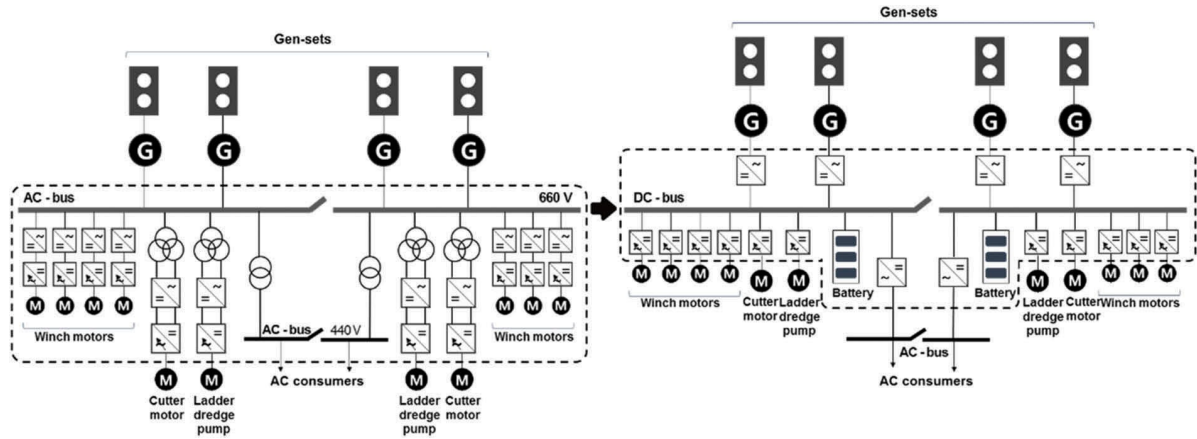 Gen-sets
G
G
G
G
AC - bus
660 V
M
M
M
M
Winch motors
M
M
M
Winch motors
AC - bus
440V
M
M
M
M
AC consumers
Cutter
motor
Ladder
dredge
pump
Ladder
dredge
pump
Cutter
motor
Gen-sets
G
G
G
G
DC - bus
M
M
M
M
M
M
M
M
M
M
M
Winch motors
Cutter
motor
Ladder
dredge
pump
Battery
Battery
Ladder
dredge
pump
Cutter
motor
Winch motors
AC - bus
AC consumers